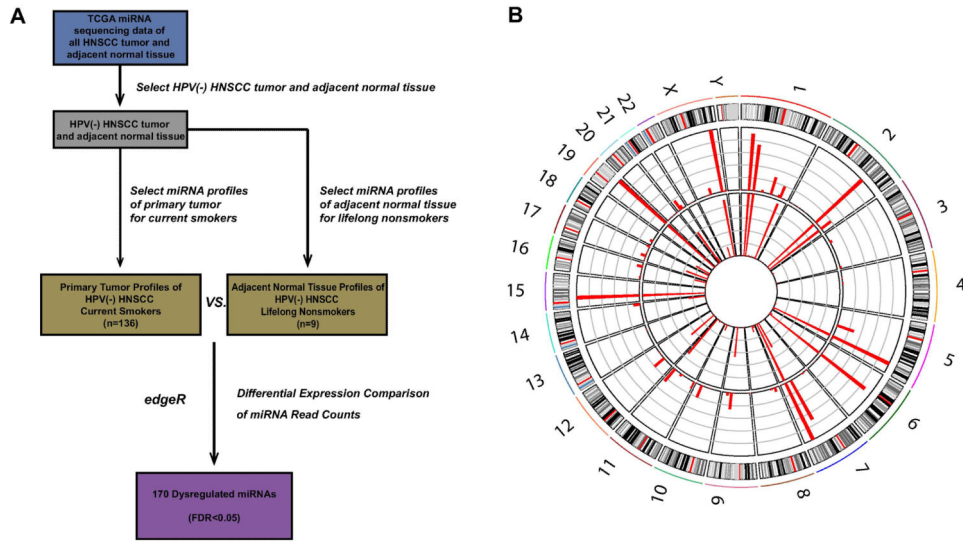 A
TCGA miRNA
sequencing data of
all HNSCC tumor and
adjacent normal tissue
Select HPV(-) HNSCC tumor and adjacent normal tissue
HPV(-) HNSCC tumor
and adjacent normal tissue
Select miRNA profiles
of primary tumor
for current smokers
Select miRNA profiles
of adjacent normal tissue
for lifelong nonsmokers
Primary Tumor Profiles of
HPV(-) HNSCC
Current Smokers
(n=136)
VS.
Adjacent Normal Tissue Profiles of
HPV(-) HNSCC
Lifelong Nonsmokers
(n=9)
edgeR
Differential Expression Comparison
of miRNA Read Counts
170 Dysregulated miRNAs
(FDR<0.05)
B
1
2
3
4
5
6
7
8
9
10
11
12
13
14
15
16
17
18
19
20
21
22
X
Y